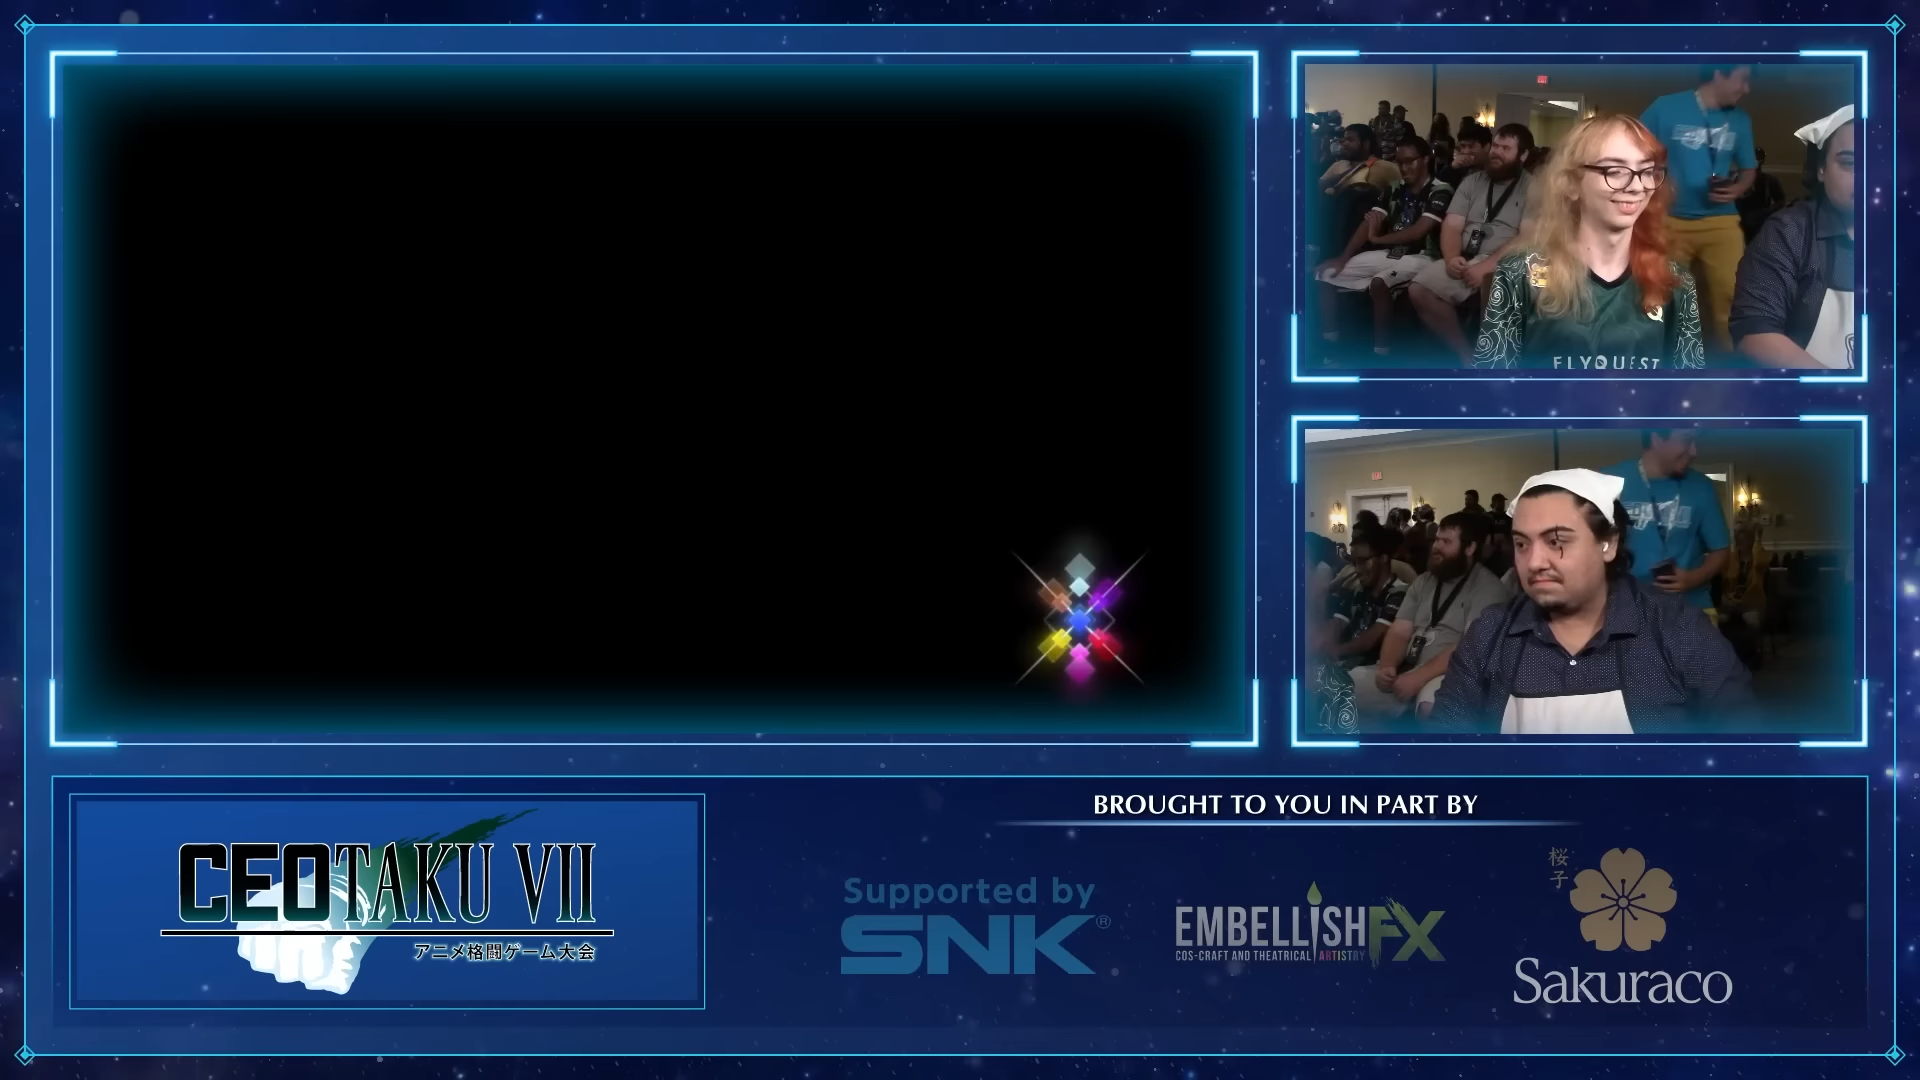 FLYQUEST
BROUGHT TO YOU IN PART BY
CEOTAKU VII
アニメ格闘ゲーム大会
Supported by
SNK®
EMBELLISHFX
COS-CRAFT AND THEATRICAL ARTISTRY
桜子
Sakuraco